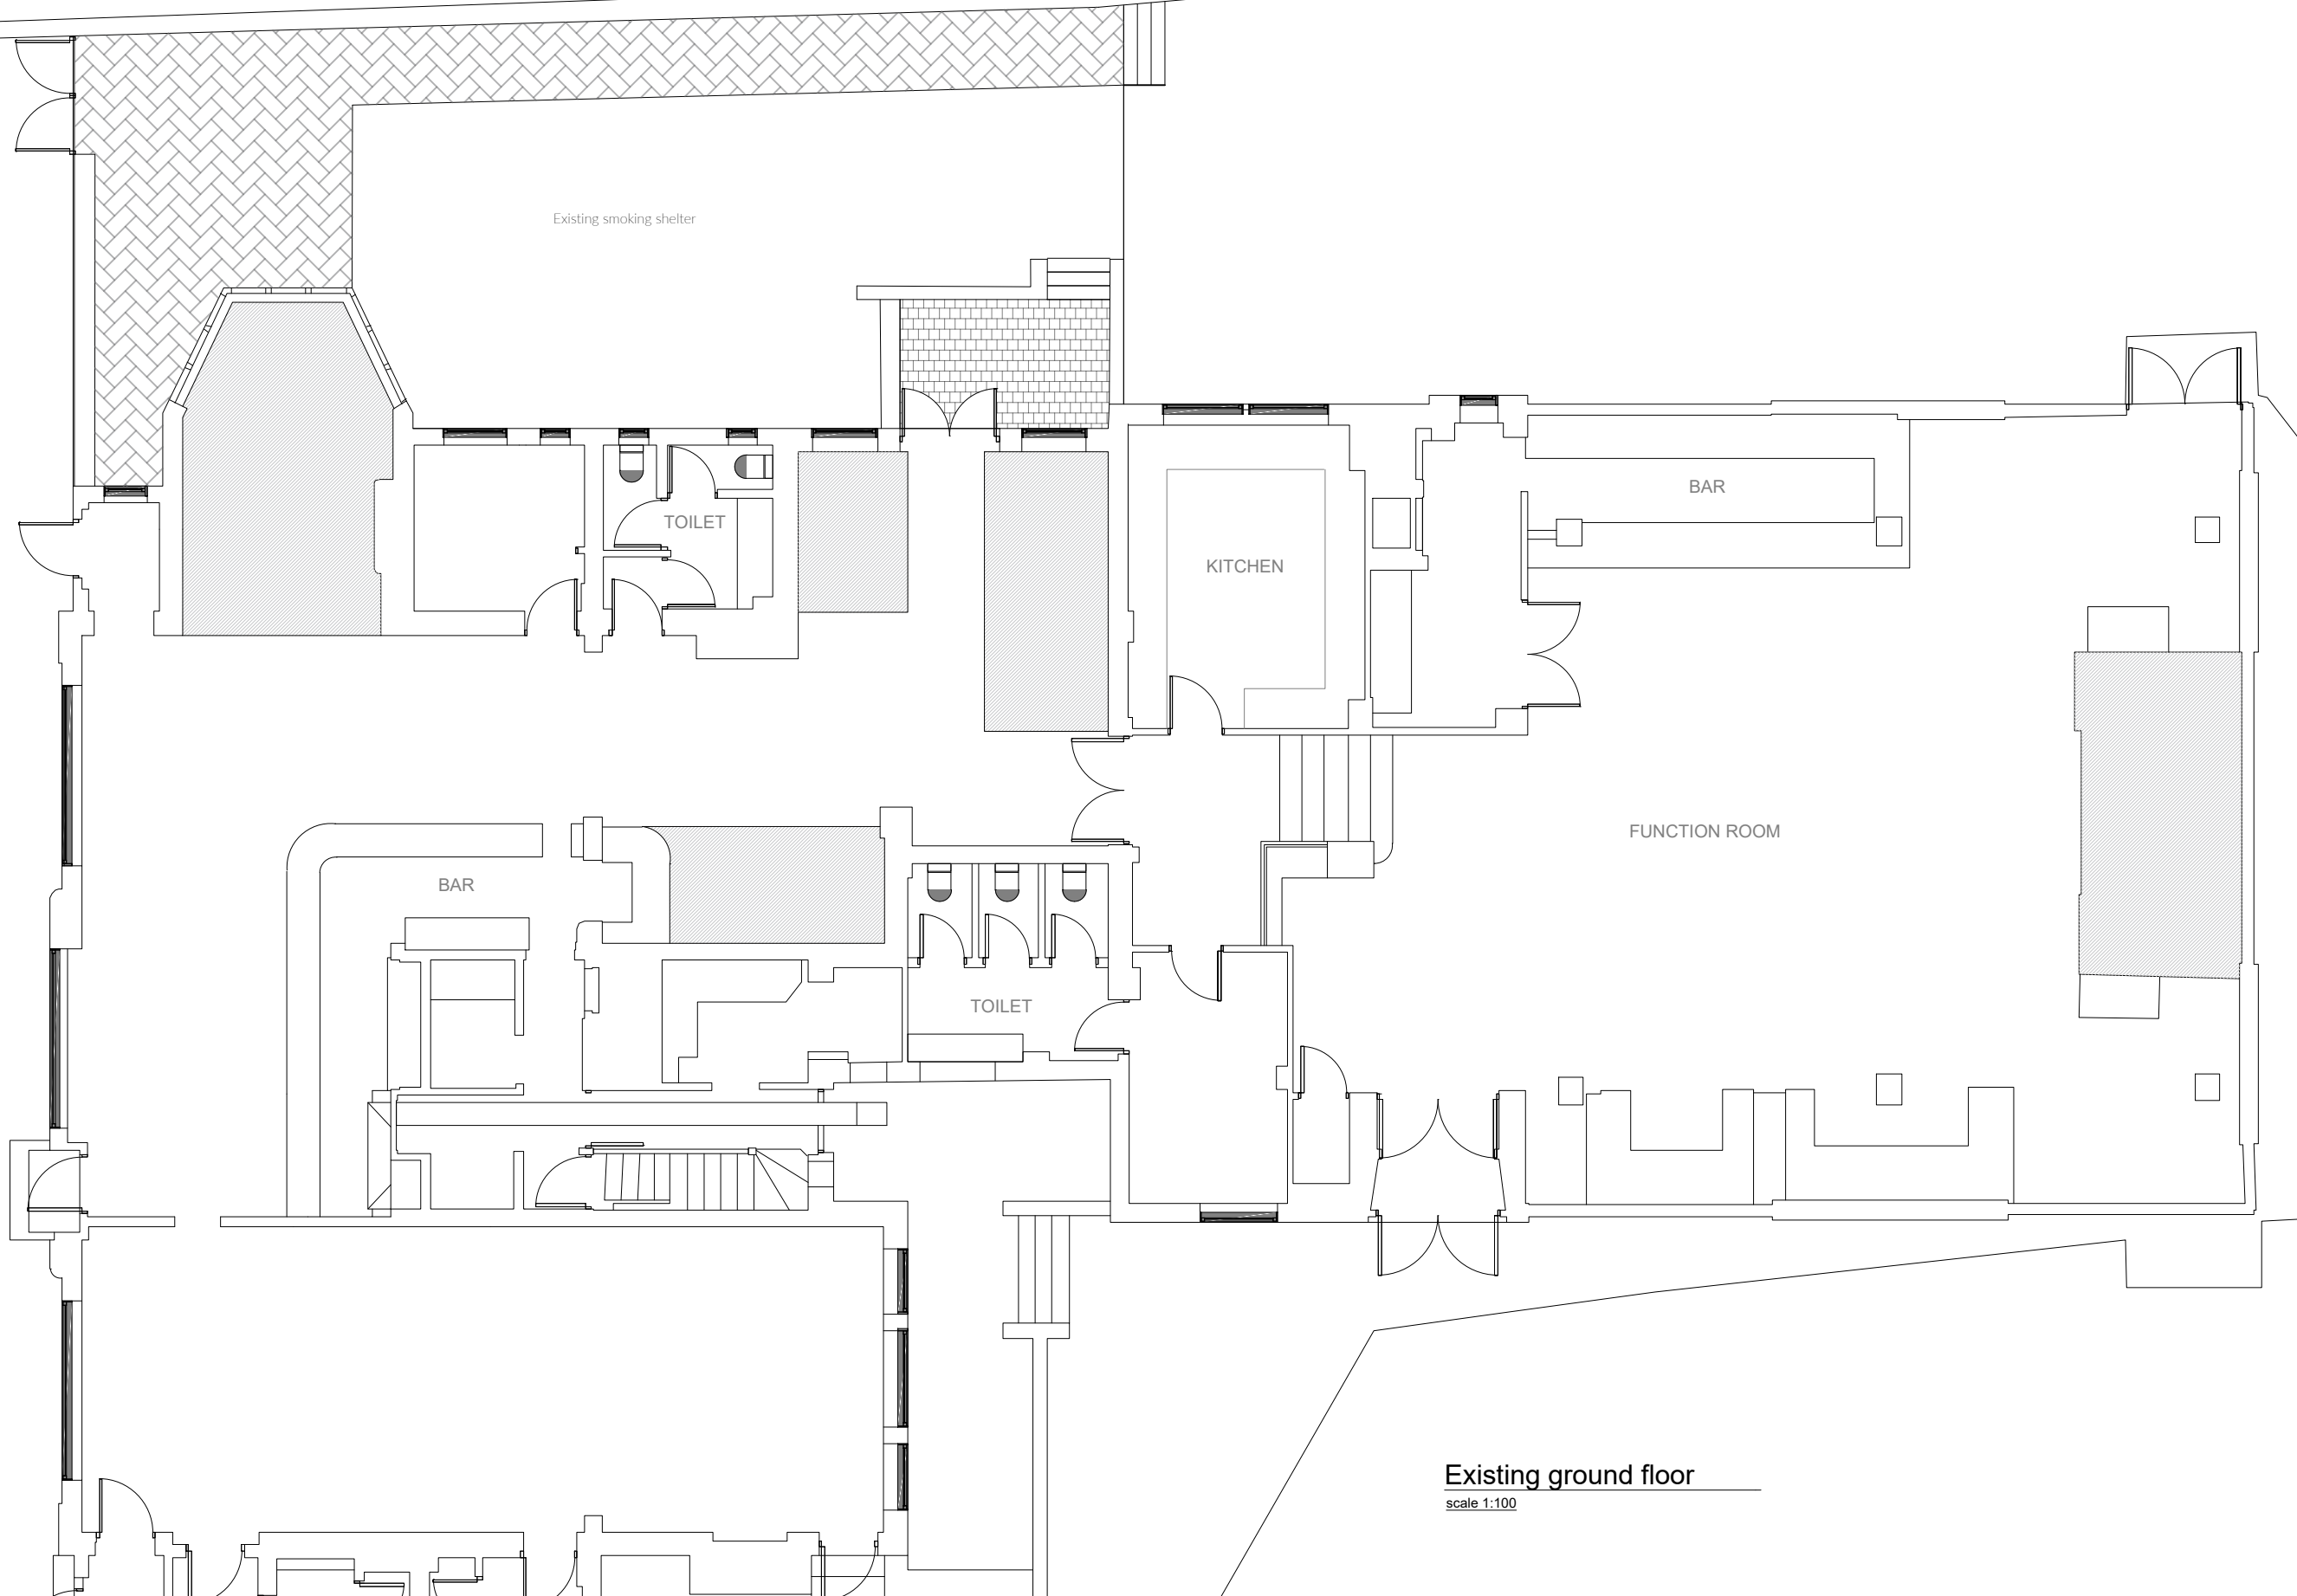 Existing smoking shelter
BAR
TOILET
KITCHEN
FUNCTION ROOM
BAR
TOILET
Existing ground floor
scale 1:100